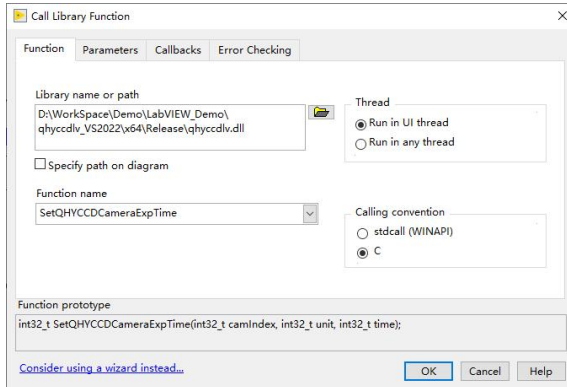 Call Library Function
Function Parameters Callbacks Error Checking
Library name or path
D:\WorkSpace\Demo\LabVIEW_Demo\
qhyccdlv_VS2022\x64\Release\qhyccdlv.dll
Specify path on diagram
Function name
SetQHYCCDCameraExpTime
Thread
Run in UI thread
Run in any thread
Calling convention
stdcall (WINAPI)
C
Function prototype
int32_t SetQHYCCDCameraExpTime(int32_t camIndex, int32_t unit, int32_t time);
Consider using a wizard instead...
OK Cancel Help